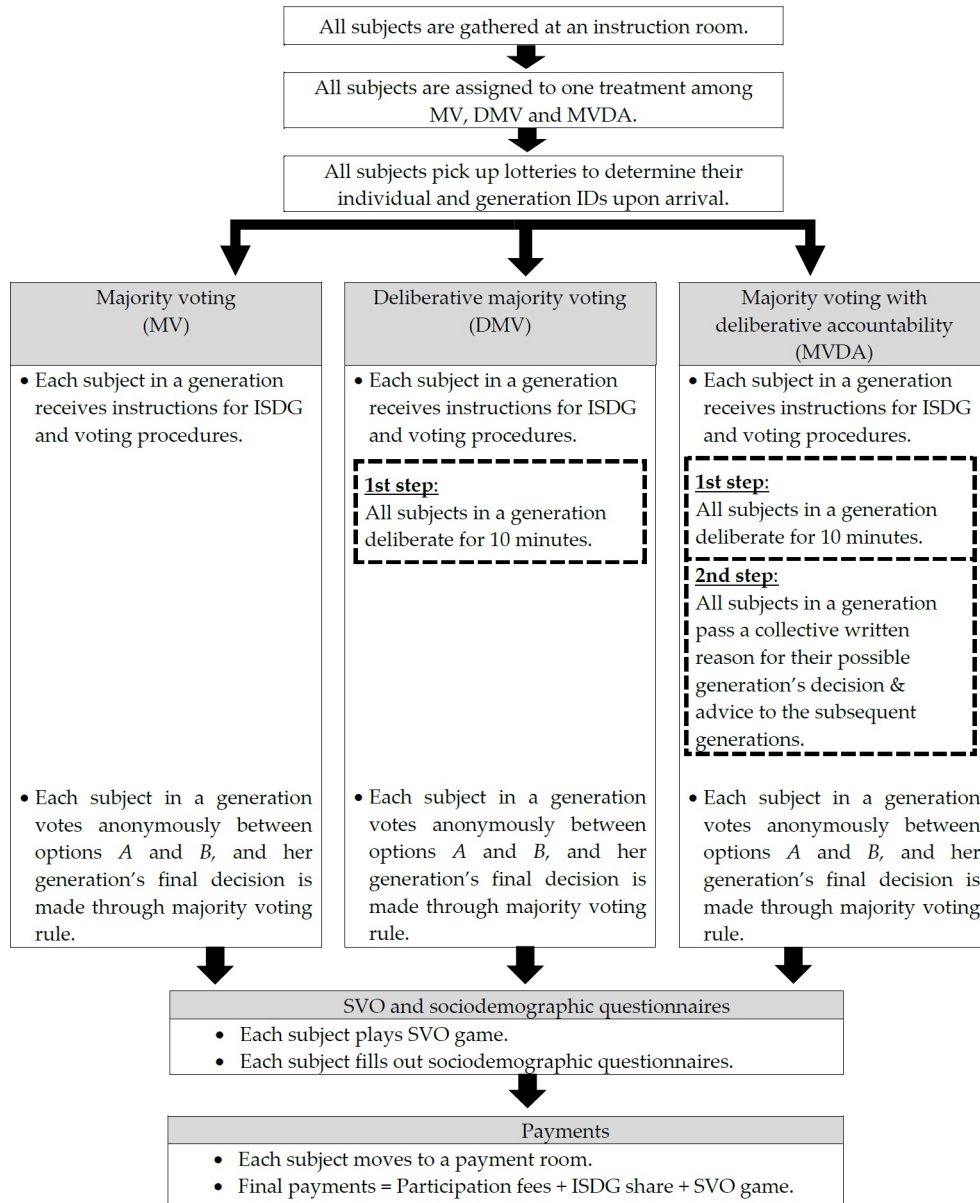 All subjects are gathered at an instruction room.
All subjects are assigned to one treatment among
MV, DMV and MVDA.
All subjects pick up lotteries to determine their
individual and generation IDs upon arrival.
Majority voting
(MV)
• Each subject in a generation
receives instructions for ISDG
and voting procedures.
• Each subject in a generation
votes anonymously between
options A and B, and her
generation's final decision is
made through majority voting
rule.
Deliberative majority voting
(DMV)
• Each subject in a generation
receives instructions for ISDG
and voting procedures.
1st step:
All subjects in a generation
deliberate for 10 minutes.
• Each subject in a generation
votes anonymously between
options A and B, and her
generation's final decision is
made through majority voting
rule.
Majority voting with
deliberative accountability
(MVDA)
• Each subject in a generation
receives instructions for ISDG
and voting procedures.
1st step:
All subjects in a generation
deliberate for 10 minutes.
2nd step:
All subjects in a generation
pass a collective written
reason for their possible
generation's decision &
advice to the subsequent
generations.
• Each subject in a generation
votes anonymously between
options A and B, and her
generation's final decision is
made through majority voting
rule.
SVO and sociodemographic questionnaires
• Each subject plays SVO game.
• Each subject fills out sociodemographic questionnaires.
Payments
• Each subject moves to a payment room.
• Final payments = Participation fees + ISDG share + SVO game.